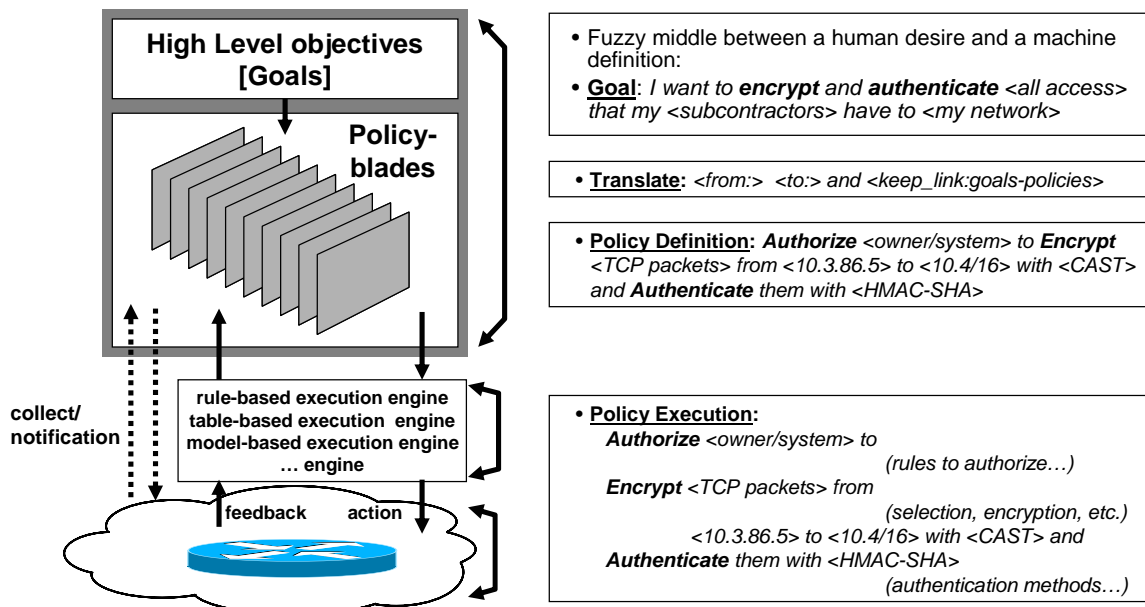 High Level objectives
[Goals]
Policy-
blades
collect/
notification
rule-based execution engine
table-based execution engine
model-based execution engine
… engine
feedback
action
• Fuzzy middle between a human desire and a machine
definition:
• Goal: I want to encrypt and authenticate <all access>
that my <subcontractors> have to <my network>
• Translate: <from:> <to:> and <keep_link:goals-policies>
• Policy Definition: Authorize <owner/system> to Encrypt
<TCP packets> from <10.3.86.5> to <10.4/16> with <CAST>
and Authenticate them with <HMAC-SHA>
• Policy Execution:
Authorize <owner/system> to
(rules to authorize…)
Encrypt <TCP packets> from
(selection, encryption, etc.)
<10.3.86.5> to <10.4/16> with <CAST> and
Authenticate them with <HMAC-SHA>
(authentication methods…)